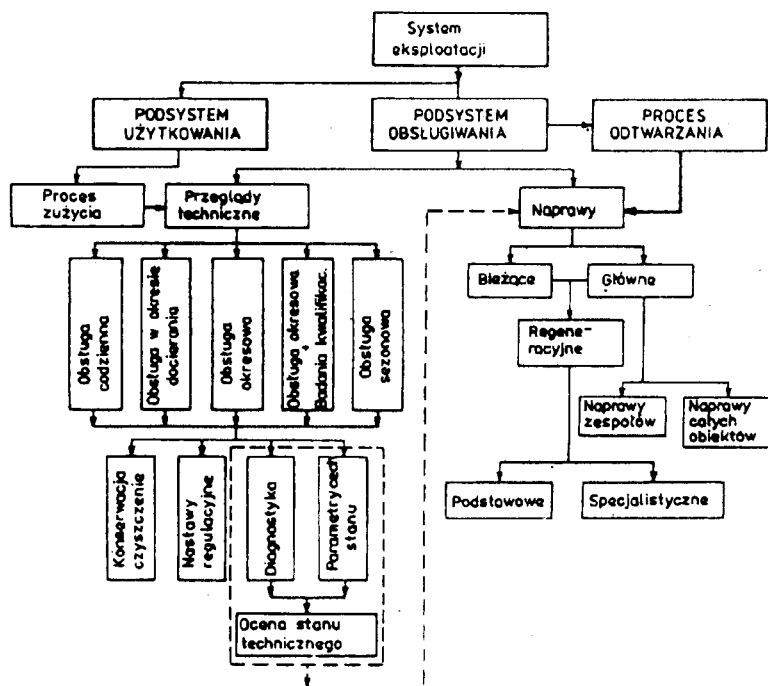 System
eksploatacji
PODSYSTEM
UŻYTKOWANIA
PODSYSTEM
OBSŁUGIWANIA
PROCES
ODTWARZANIA
Proces
zużycia
Przeglądy
techniczne
Naprawy
Bieżące
Główne
Regene-
racyjne
Obsługa
codzienna
Obsługa w okresie
docierania
Obsługa
okresowa
Obsługa okresowa
+
Badania kwalifikac.
Obsługa
sezonowa
Naprawy
zespołów
Naprawy
całych
obiektów
Podstawowe
Specjalistyczne
Konserwacja
czyszczenie
Nastawy
regulacyjne
Diagnostyka
Parametry cech
stanu
Ocena stanu
technicznego